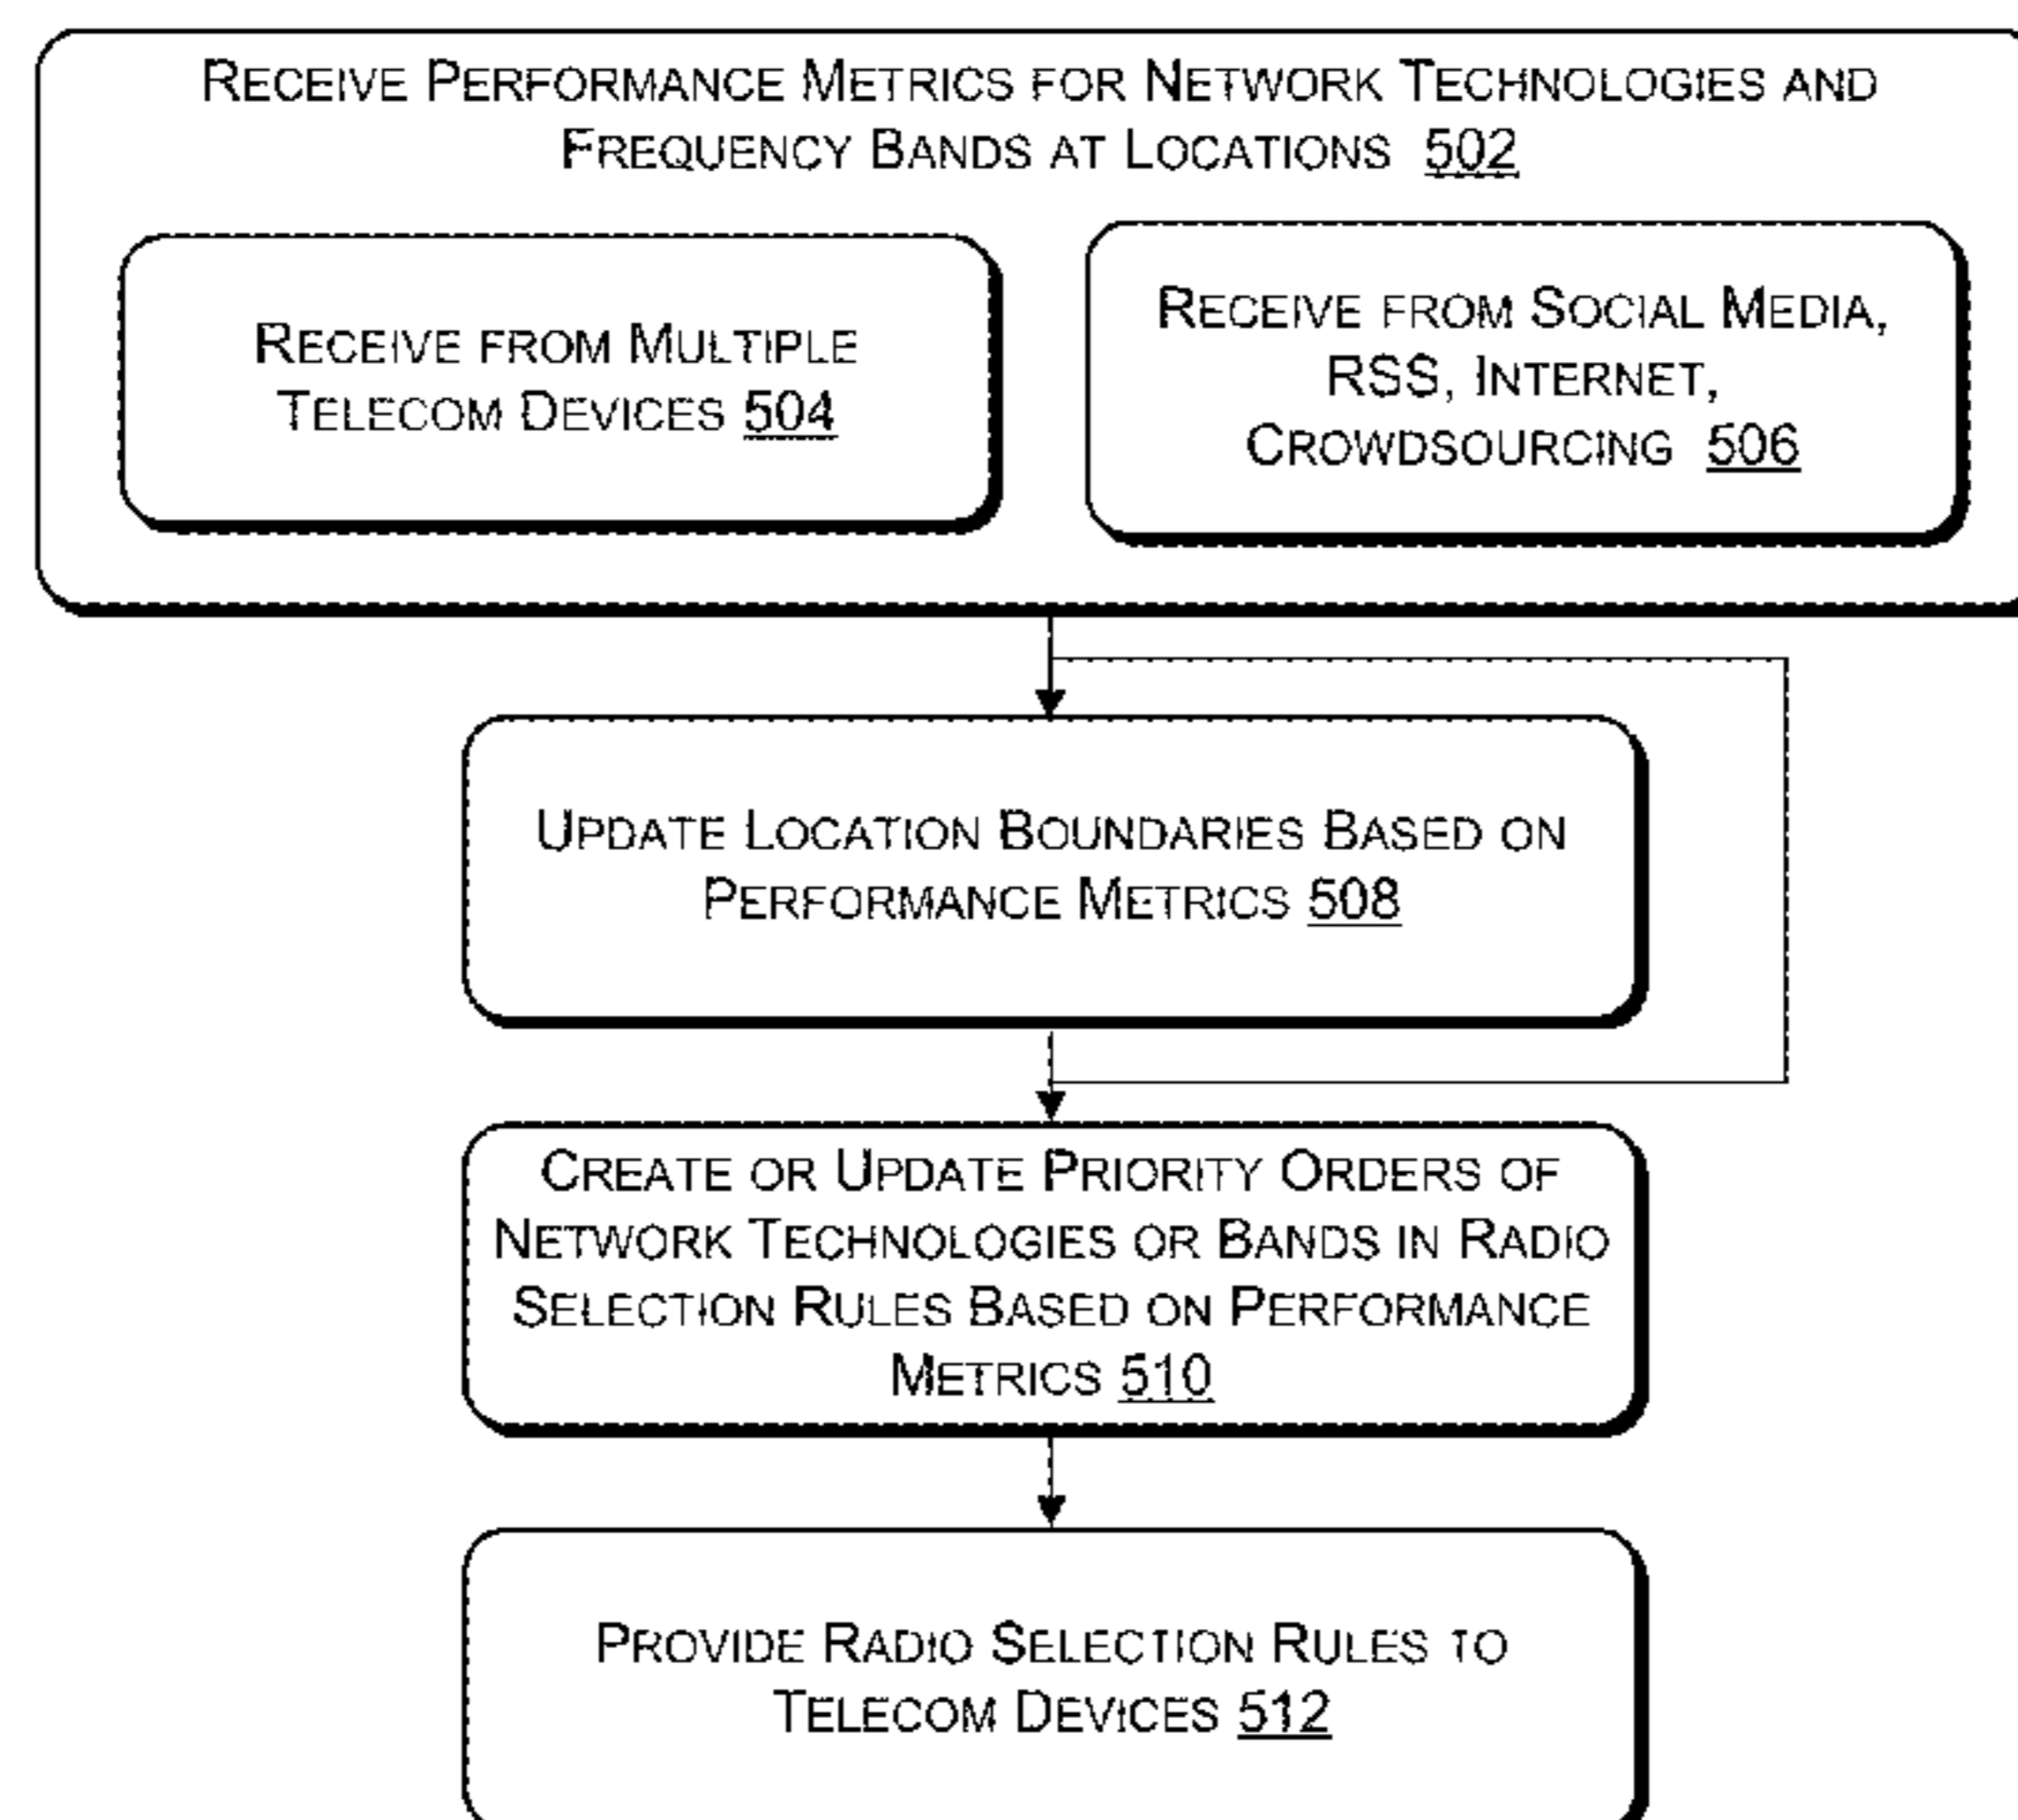 RECEIVE PERFORMANCE METRICS FOR NETWORK TECHNOLOGIES AND
FREQUENCY BANDS AT LOCATIONS 502
RECEIVE FROM MULTIPLE
TELECOM DEVICES 504
RECEIVE FROM SOCIAL MEDIA,
RSS, INTERNET,
CROWDSOURCING 506
UPDATE LOCATION BOUNDARIES BASED ON
PERFORMANCE METRICS 508
CREATE OR UPDATE PRIORITY ORDERS OF
NETWORK TECHNOLOGIES OR BANDS IN RADIO
SELECTION RULES BASED ON PERFORMANCE
METRICS 510
PROVIDE RADIO SELECTION RULES TO
TELECOM DEVICES 512